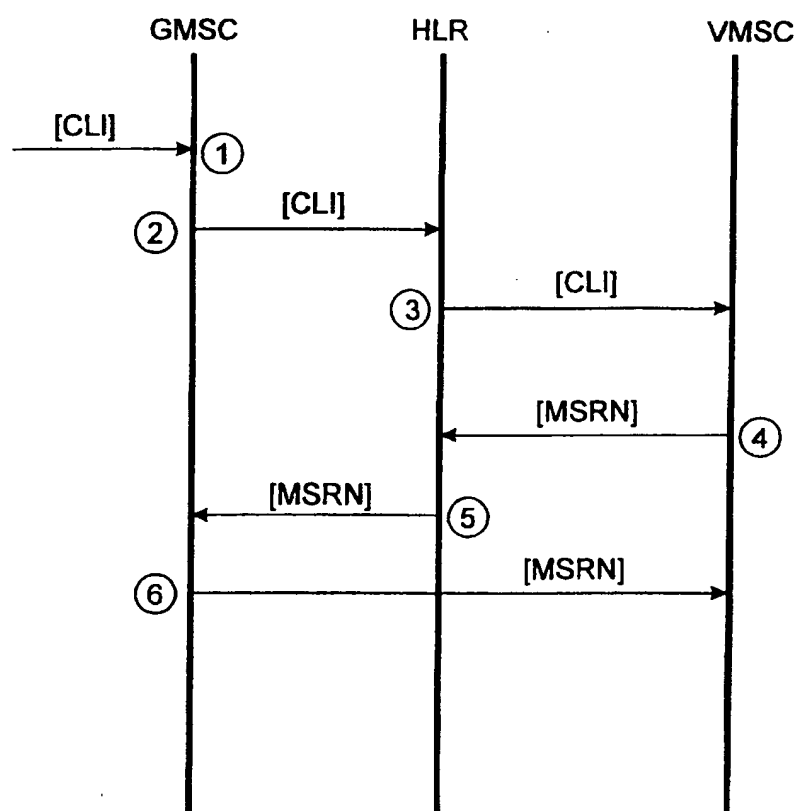 GMSC HLR VMSC
[CLI]
1
2 [CLI]
3 [CLI]
[MSRN] 4
[MSRN] 5
6 [MSRN]